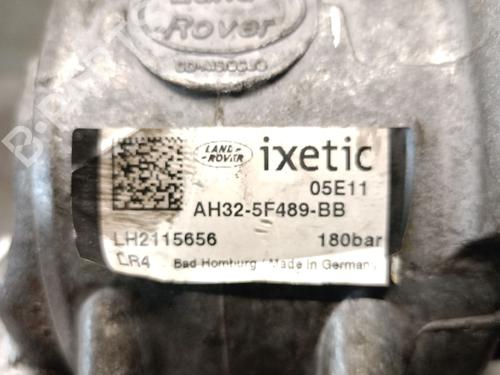 Land
Rover
LAND
ROVER
ixetic
05E11
AH32-5F489-BB
LH2115656
180bar
LR4
Bad Homburg / Made in Germany